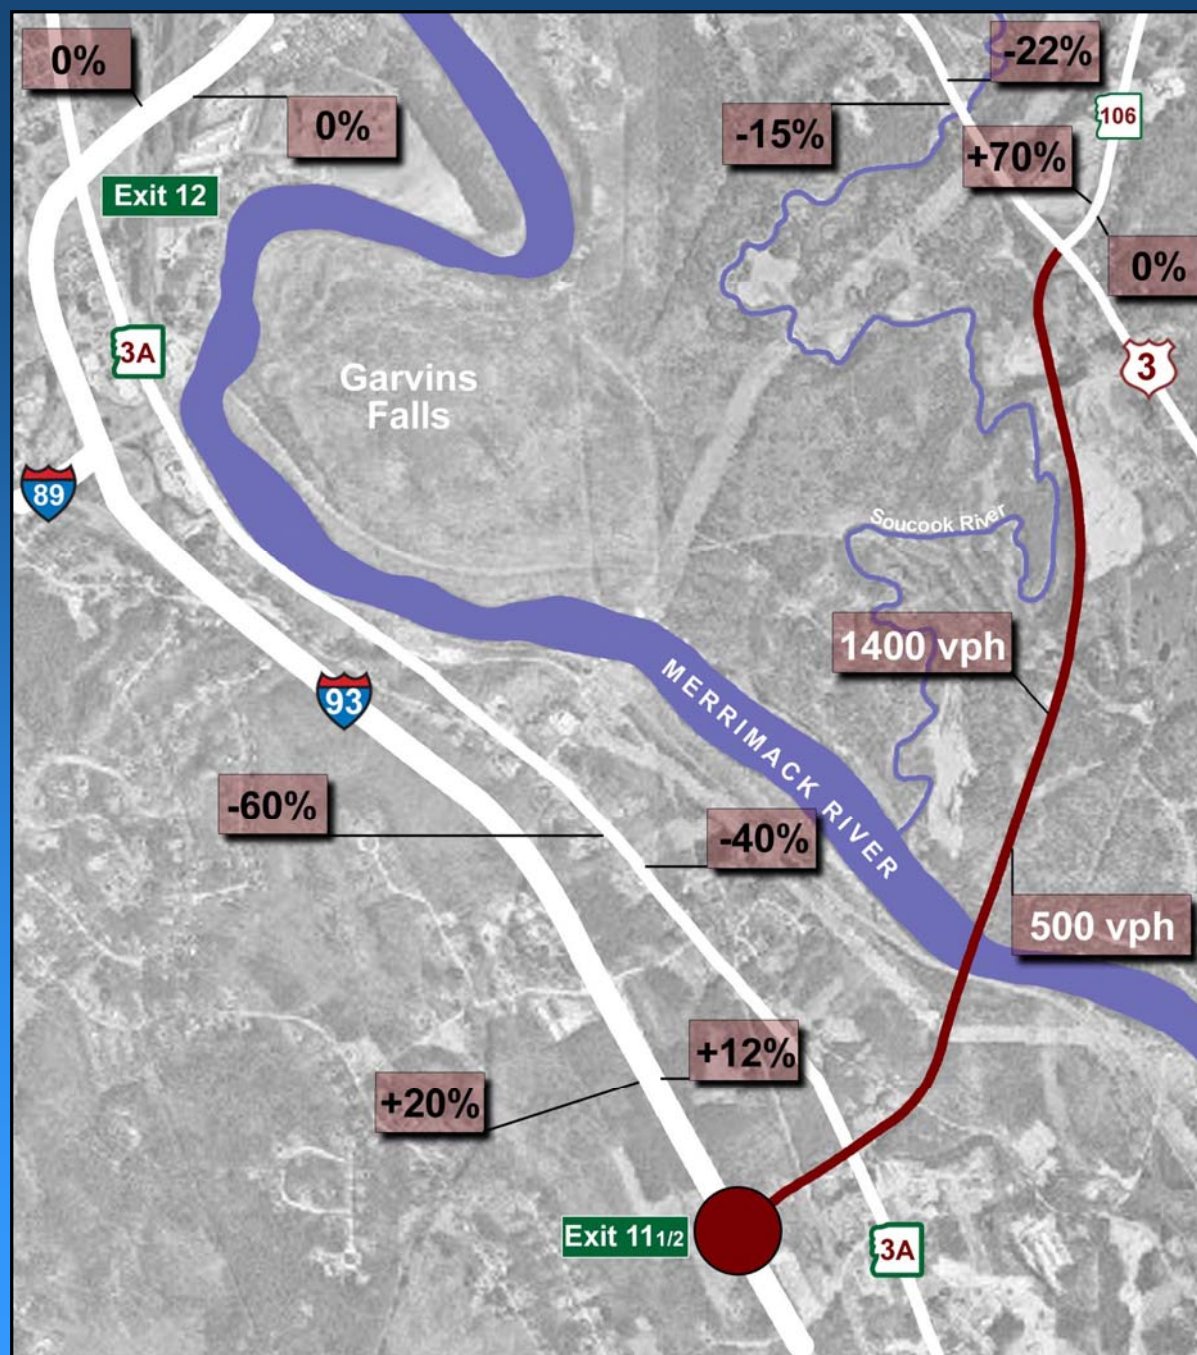 0%
-22%
0%
-15%
106
+70%
Exit 12
0%
3A
3
Garvins
Falls
89
Soucook River
1400 vph
MERRIMACK RIVER
93
-60%
-40%
500 vph
+12%
+20%
Exit 11 1/2
3A